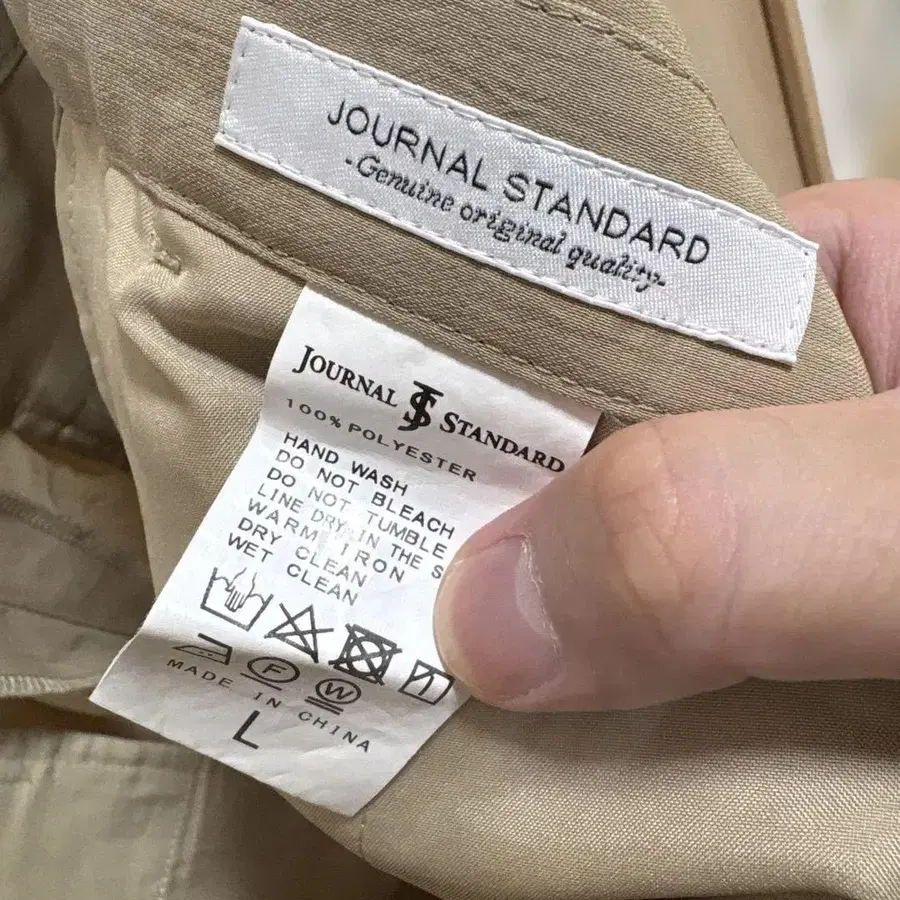 JOURNAL STANDARD
-Genuine original quality-
JOURNAL JS STANDARD
100% POLYESTER
HAND WASH
DO NOT BLEACH
DO NOT TUMBLE
LINE DRY IN THE S
WARM IRON
DRY CLEAN
WET CLEAN
F
W
MADE IN CHINA
L